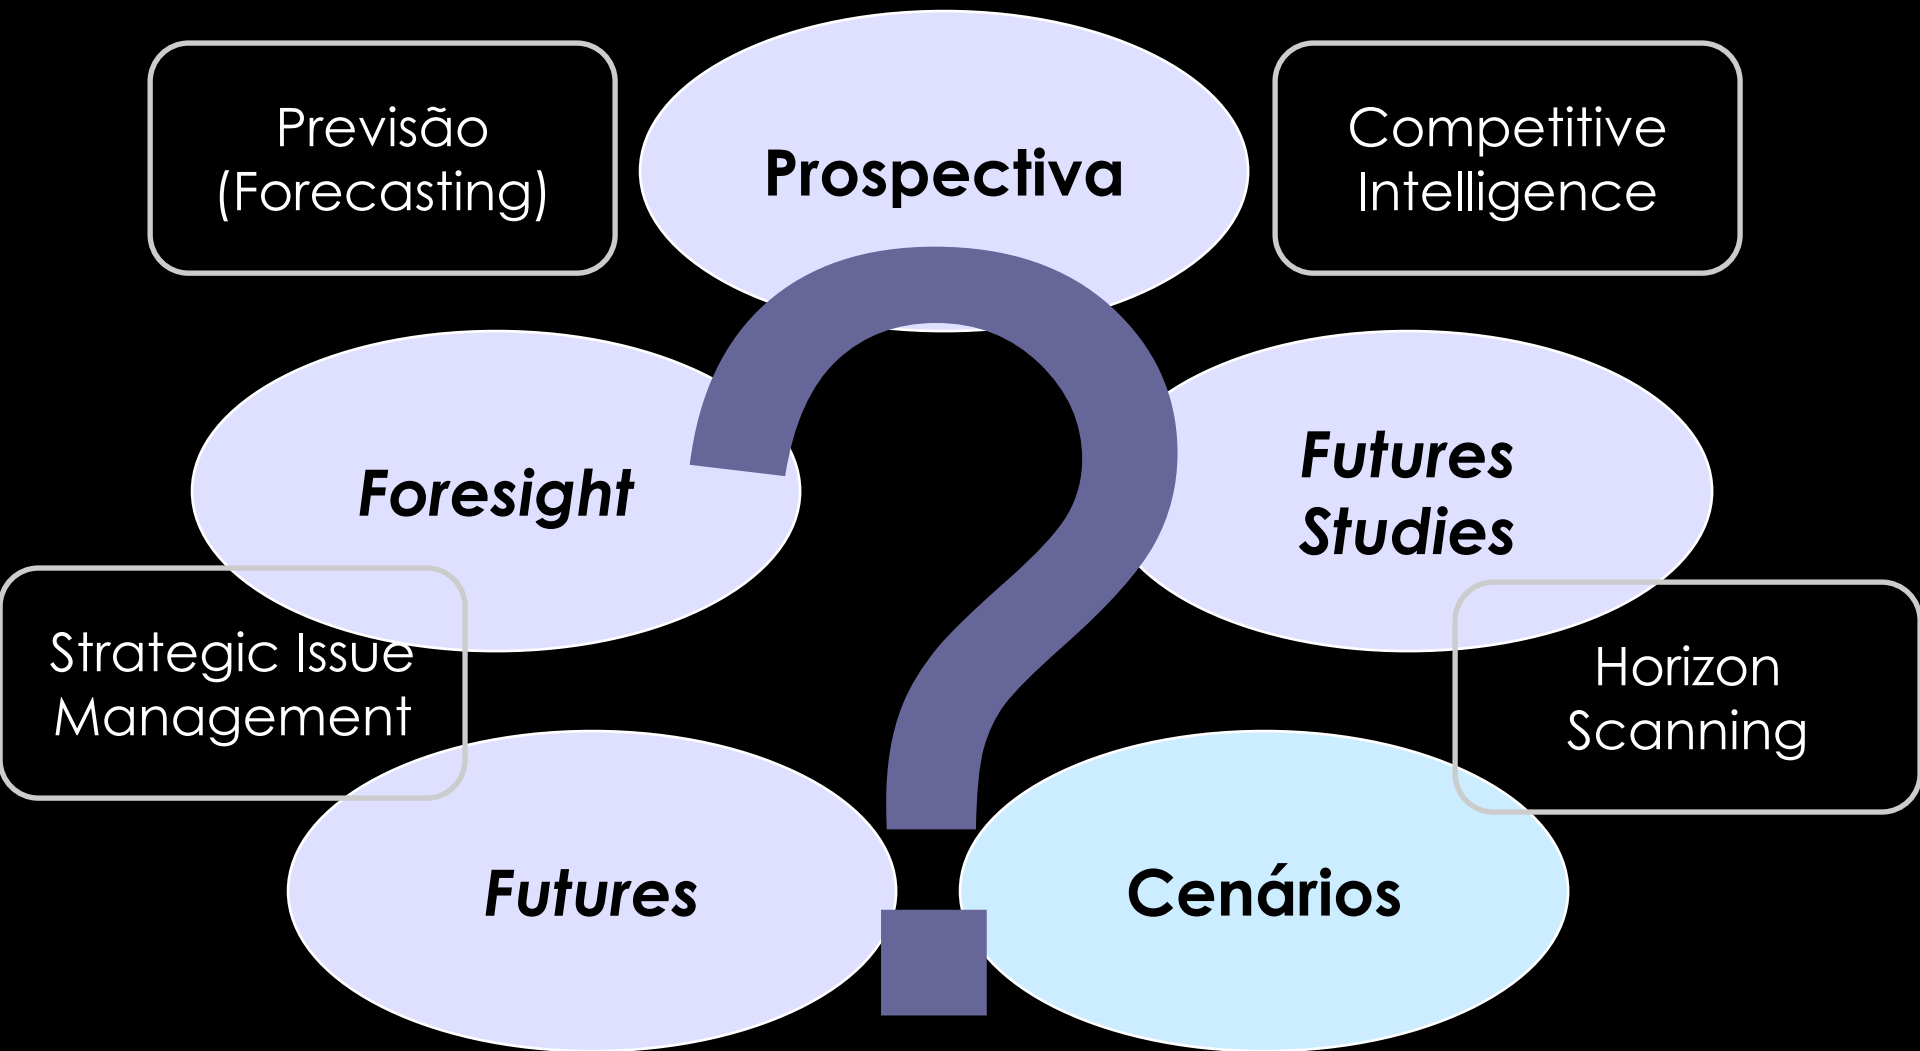 Previsão
(Forecasting)
Prospectiva
Competitive
Intelligence
Foresight
Futures
Studies
Strategic Issue
Management
Horizon
Scanning
Futures
Cenários
?